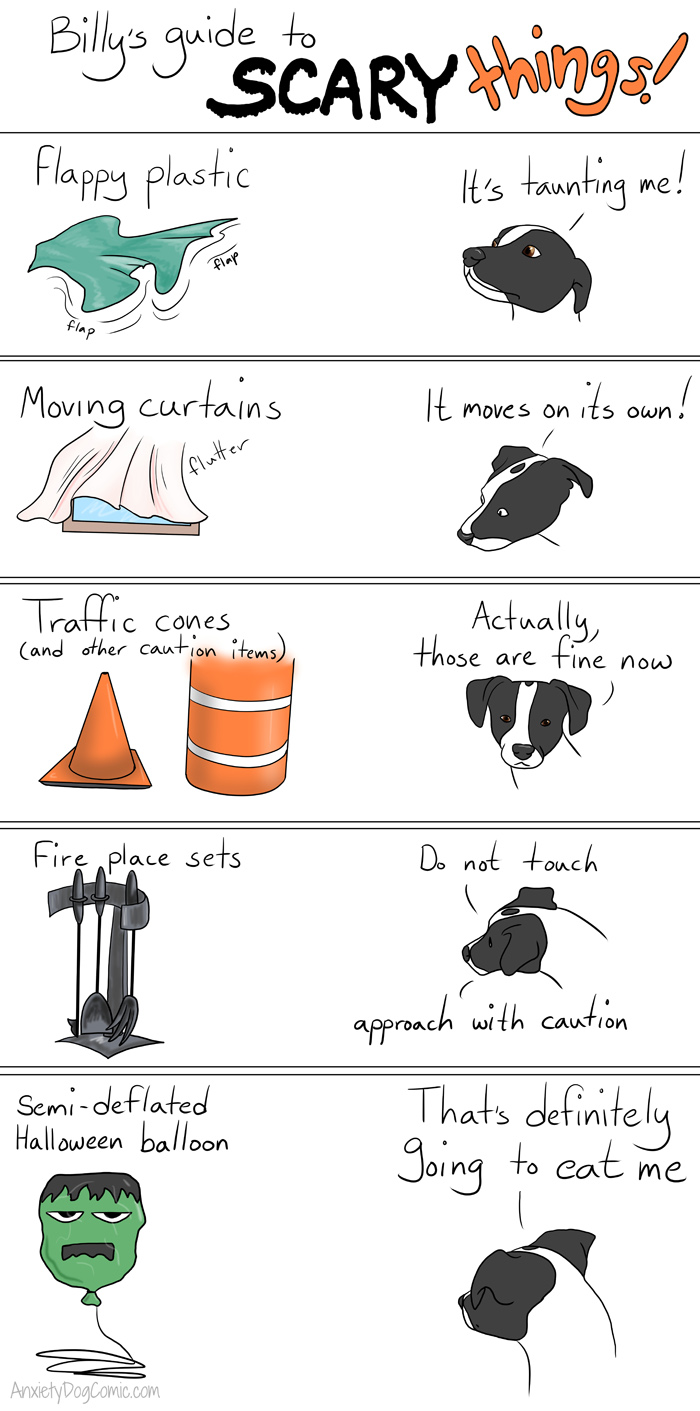 Billy's guide to
SCARY things!
Flappy plastic
It's taunting me!
flap
flap
Moving curtains
It moves on its own!
flutter
Traffic cones
(and other caution items)
Actually,
those are fine now
Fire place sets
Do not touch
approach with caution
Semi-deflated
Halloween balloon
That's definitely
going to eat me
AnxietyDogComic.com